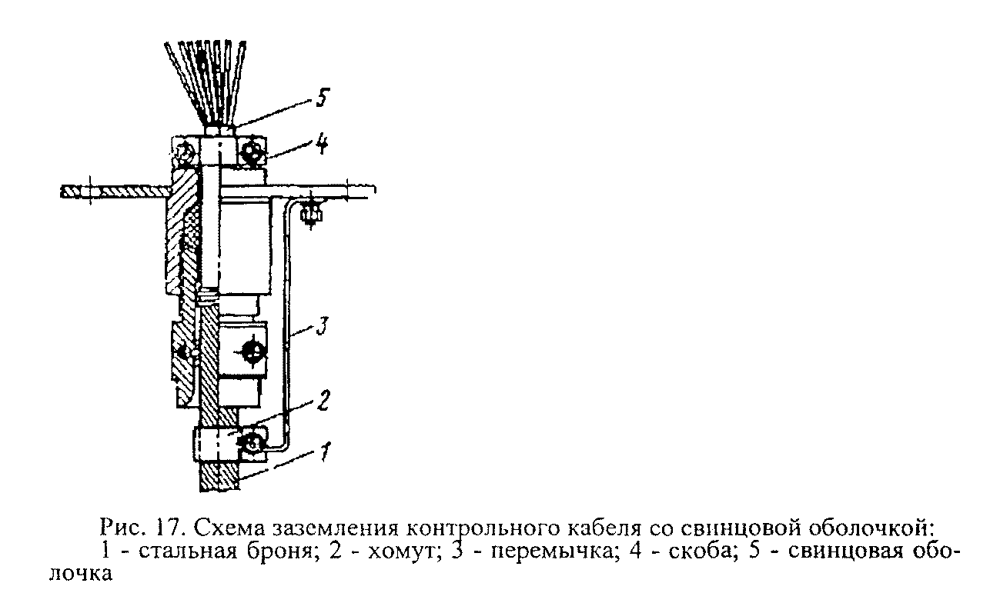 5
4
3
2
1
Рис. 17. Схема заземления контрольного кабеля со свинцовой оболочкой:
1 - стальная броня; 2 - хомут; 3 - перемычка; 4 - скоба; 5 - свинцовая обо-
лочка